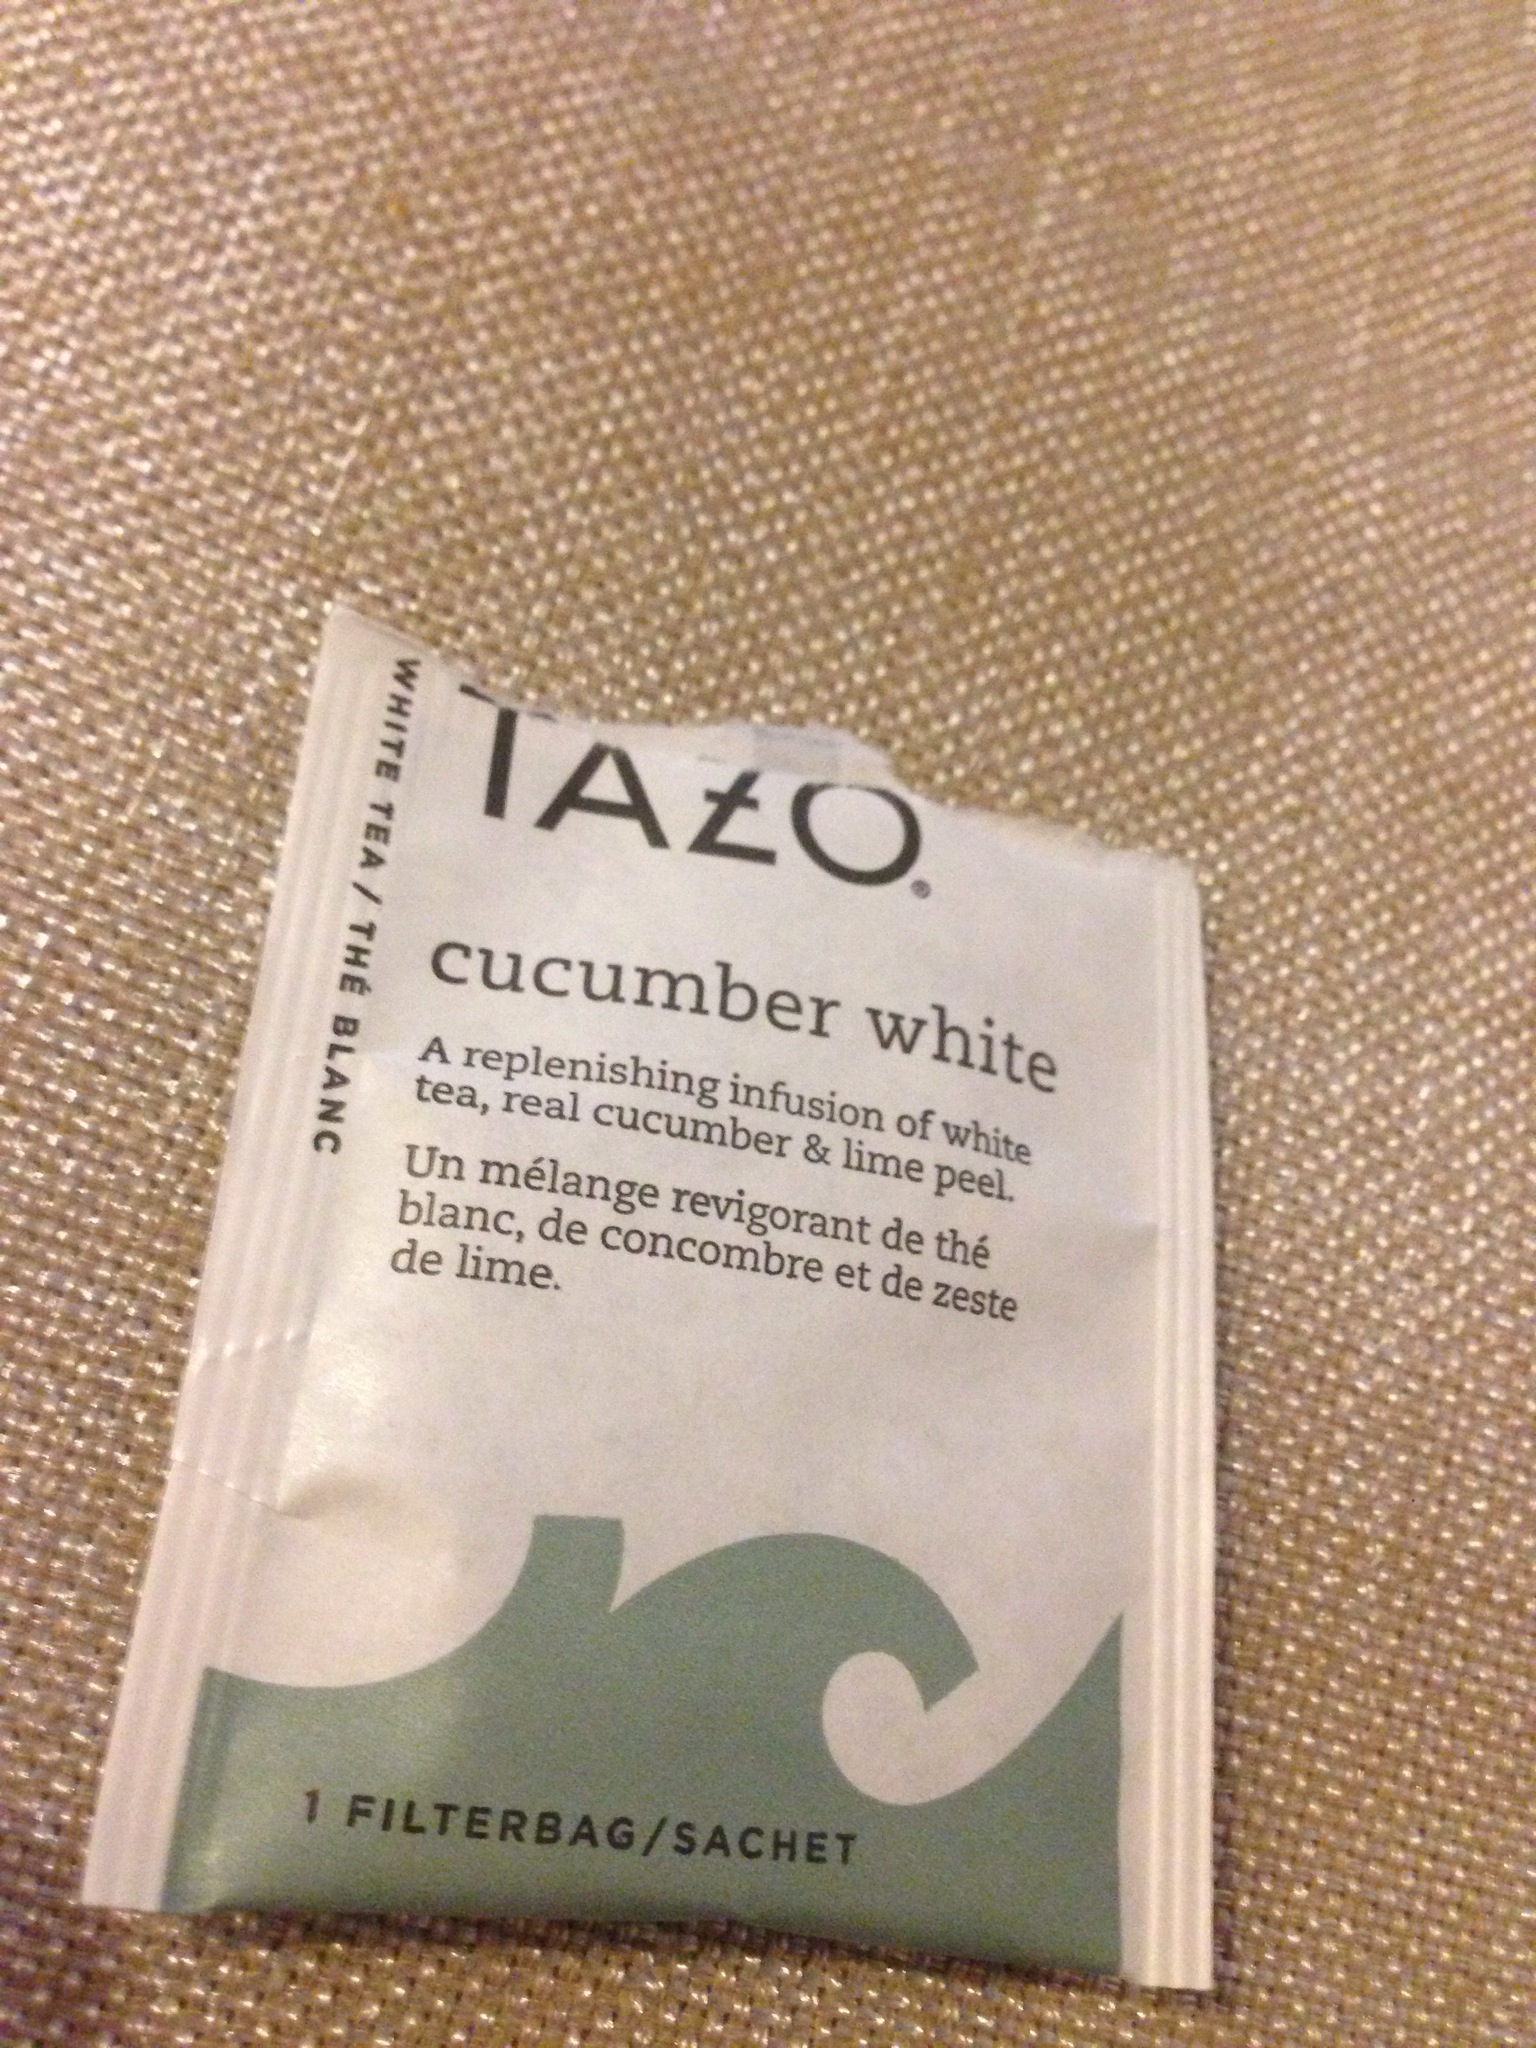 TAZO®
WHITE TEA / THÉ BLANC
cucumber white
A replenishing infusion of white
tea, real cucumber & lime peel.
Un mélange revigorant de thé
blanc, de concombre et de zeste
de lime.
1 FILTERBAG/SACHET